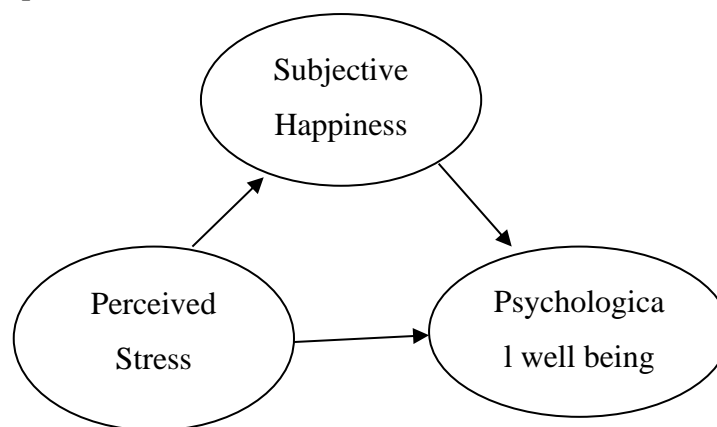 Subjective
Happiness
Perceived
Stress
Psychologica
l well being